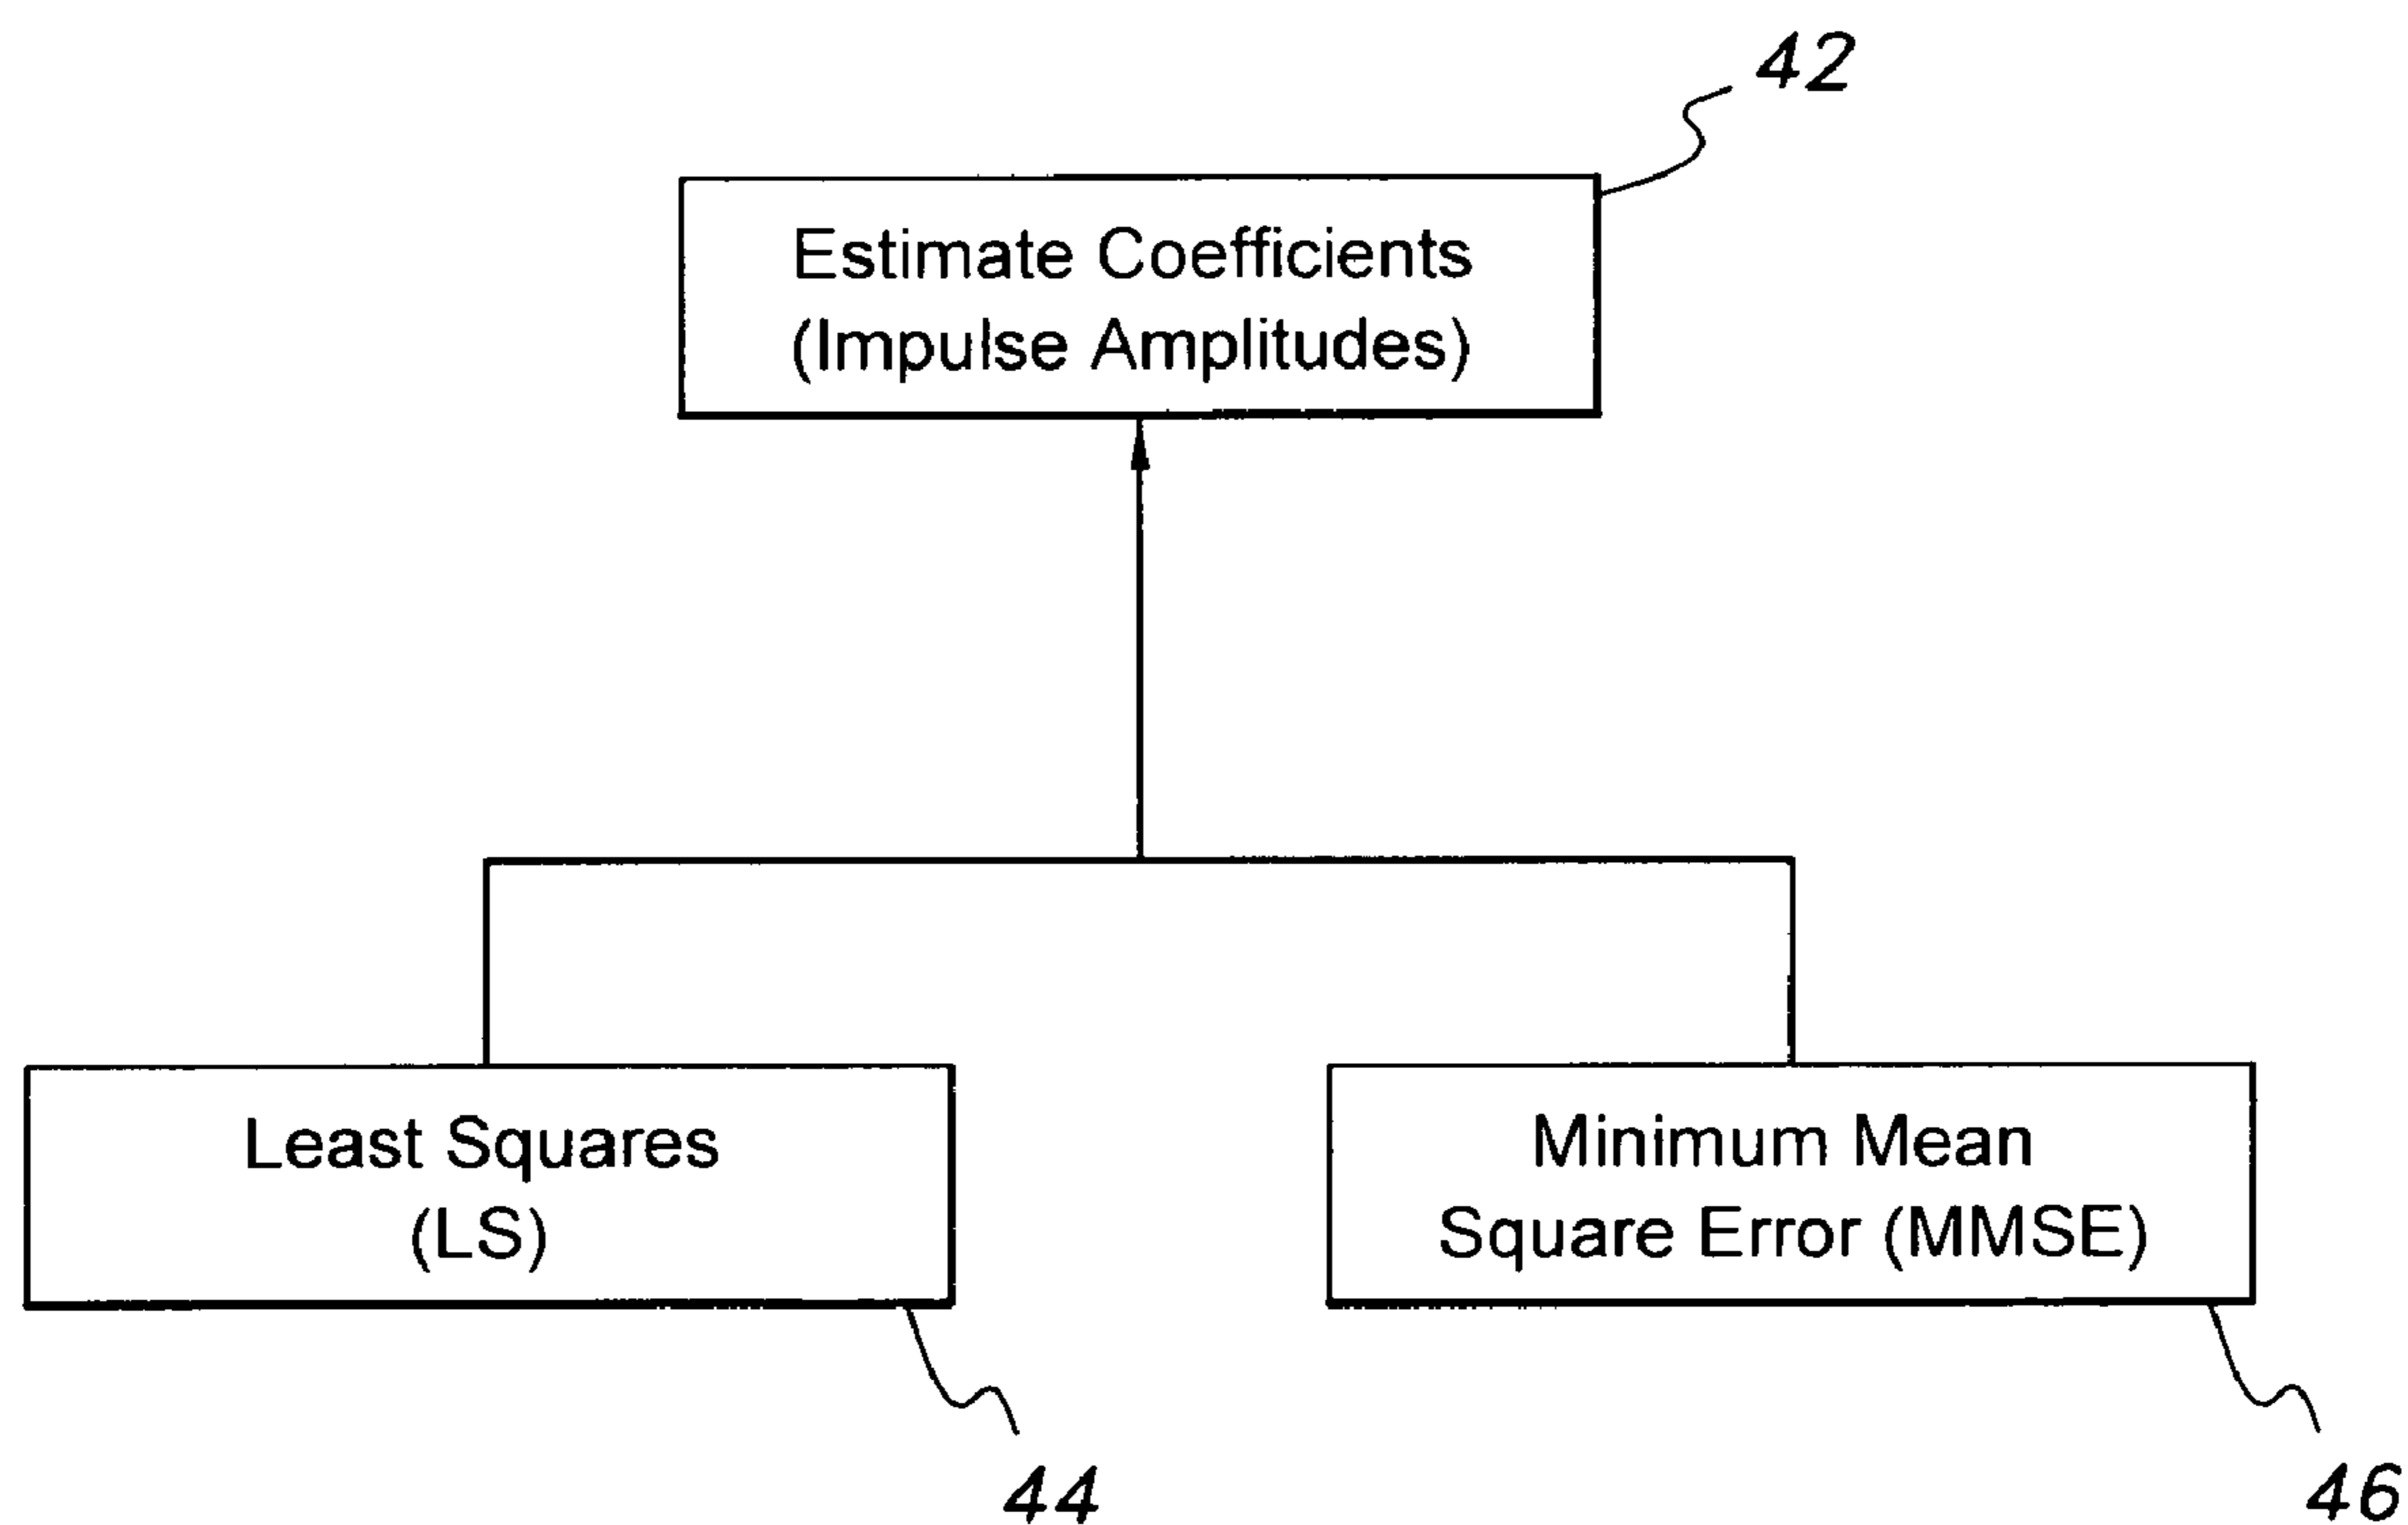 42
Estimate Coefficients
(Impulse Amplitudes)
Least Squares
(LS)
Minimum Mean
Square Error (MMSE)
44
46